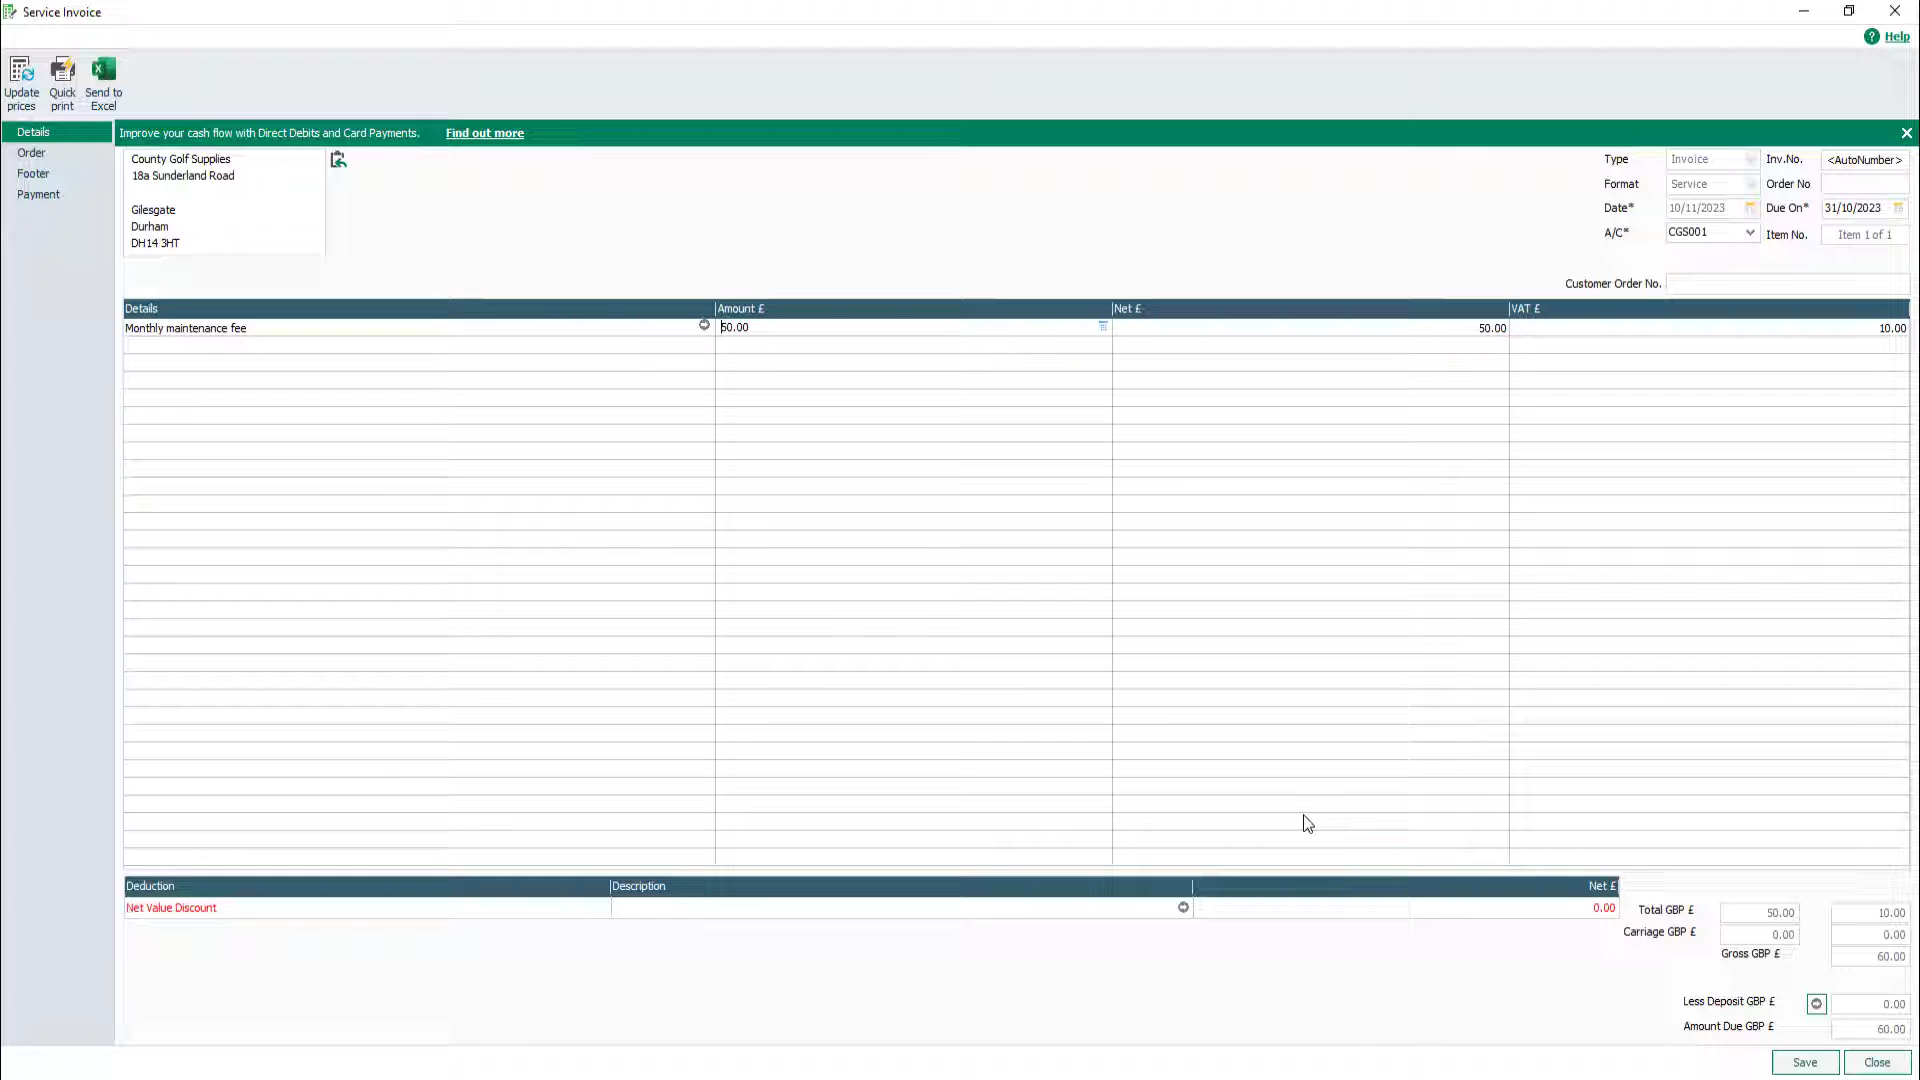 Service Invoice
Help
Update prices
Quick print
Send to Excel
Details
Order
Footer
Payment
Improve your cash flow with Direct Debits and Card Payments. Find out more
County Golf Supplies
18a Sunderland Road
Gilesgate
Durham
DH14 3HT
Type Invoice Inv.No. <AutoNumber>
Format Service Order No
Date* 10/11/2023 Due On* 31/10/2023
A/C* CGS001 Item No. Item 1 of 1
Customer Order No.
Details Amount £ Net £ VAT £
Monthly maintenance fee 50.00 50.00 10.00
Deduction Description Net £
Net Value Discount 0.00
Total GBP £ 50.00 10.00
Carriage GBP £ 0.00 0.00
Gross GBP £ 60.00
Less Deposit GBP £ 0.00
Amount Due GBP £ 60.00
Save Close